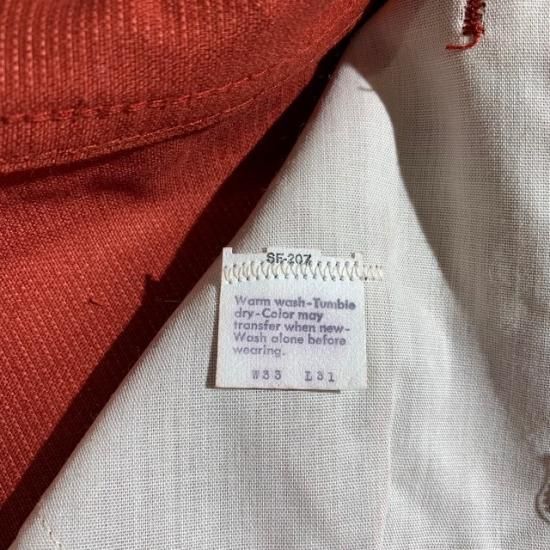 SF-207
Warm wash-Tumble
dry-Color may
transfer when new-
Wash alone before
wearing.
W33 L31